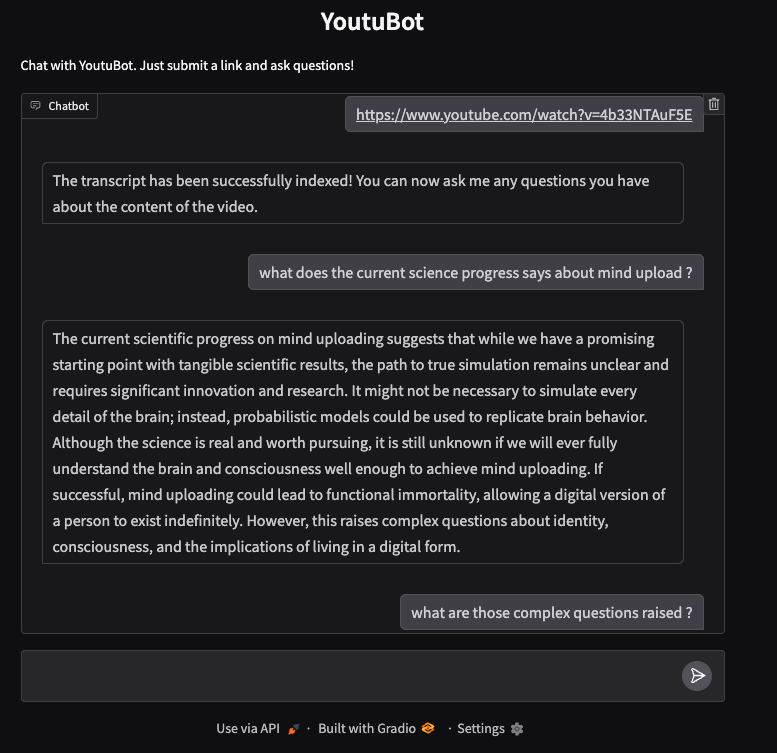 YoutuBot
Chat with YoutuBot. Just submit a link and ask questions!
Chatbot
https://www.youtube.com/watch?v=4b33NTAuF5E
The transcript has been successfully indexed! You can now ask me any questions you have
about the content of the video.
what does the current science progress says about mind upload ?
The current scientific progress on mind uploading suggests that while we have a promising
starting point with tangible scientific results, the path to true simulation remains unclear and
requires significant innovation and research. It might not be necessary to simulate every
detail of the brain; instead, probabilistic models could be used to replicate brain behavior.
Although the science is real and worth pursuing, it is still unknown if we will ever fully
understand the brain and consciousness well enough to achieve mind uploading. If
successful, mind uploading could lead to functional immortality, allowing a digital version of
a person to exist indefinitely. However, this raises complex questions about identity,
consciousness, and the implications of living in a digital form.
what are those complex questions raised ?
Use via API · Built with Gradio · Settings